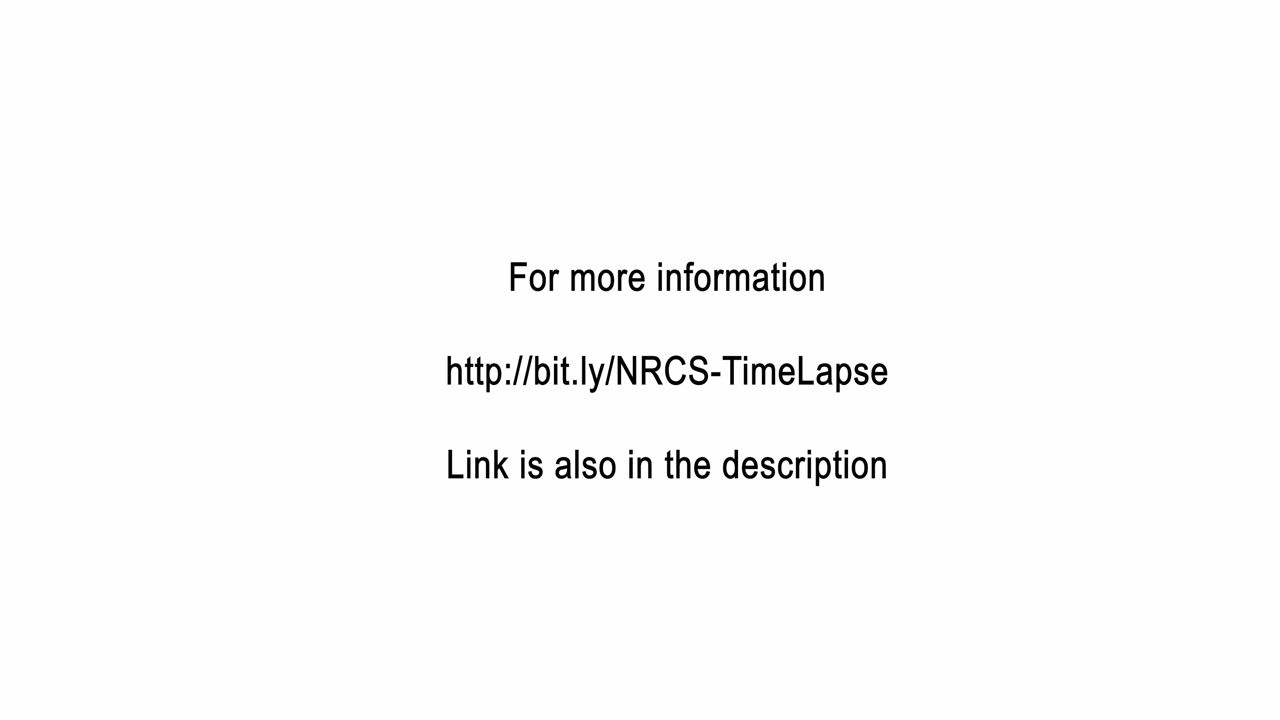 For more information
http://bit.ly/NRCS-TimeLapse
Link is also in the description